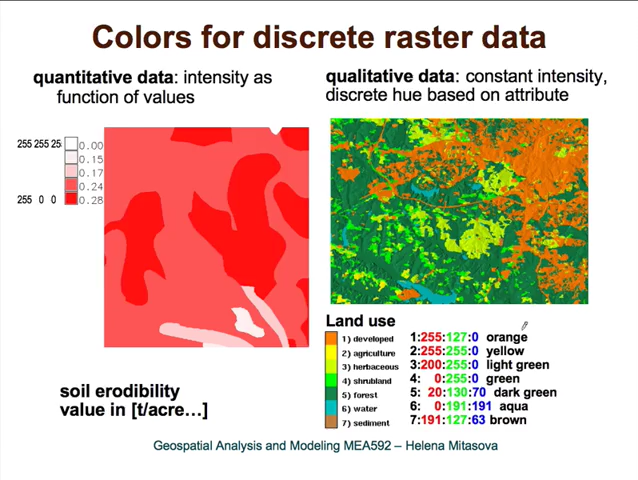 Colors for discrete raster data
quantitative data: intensity as
function of values
qualitative data: constant intensity,
discrete hue based on attribute
255 255 25
0.00
0.15
0.17
0.24
255 0 0
0.28
Land use
1) developed
2) agriculture
3) herbaceous
4) shrubland
5) forest
6) water
7) sediment
1:255:127:0 orange
2:255:255:0 yellow
3:200:255:0 light green
4: 0:255:0 green
5: 20:130:70 dark green
6: 0:191:191 aqua
7:191:127:63 brown
soil erodibility
value in [t/acre...]
Geospatial Analysis and Modeling MEA592 – Helena Mitasova